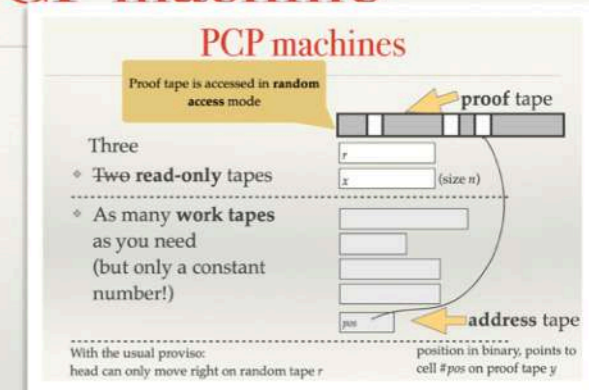 PCP machines
Proof tape is accessed in random
access mode
proof tape
Three
r
Two read-only tapes
x
(size n)
As many work tapes
as you need
(but only a constant
number!)
pos
address tape
With the usual proviso:
head can only move right on random tape r
position in binary, points to
cell #pos on proof tape y